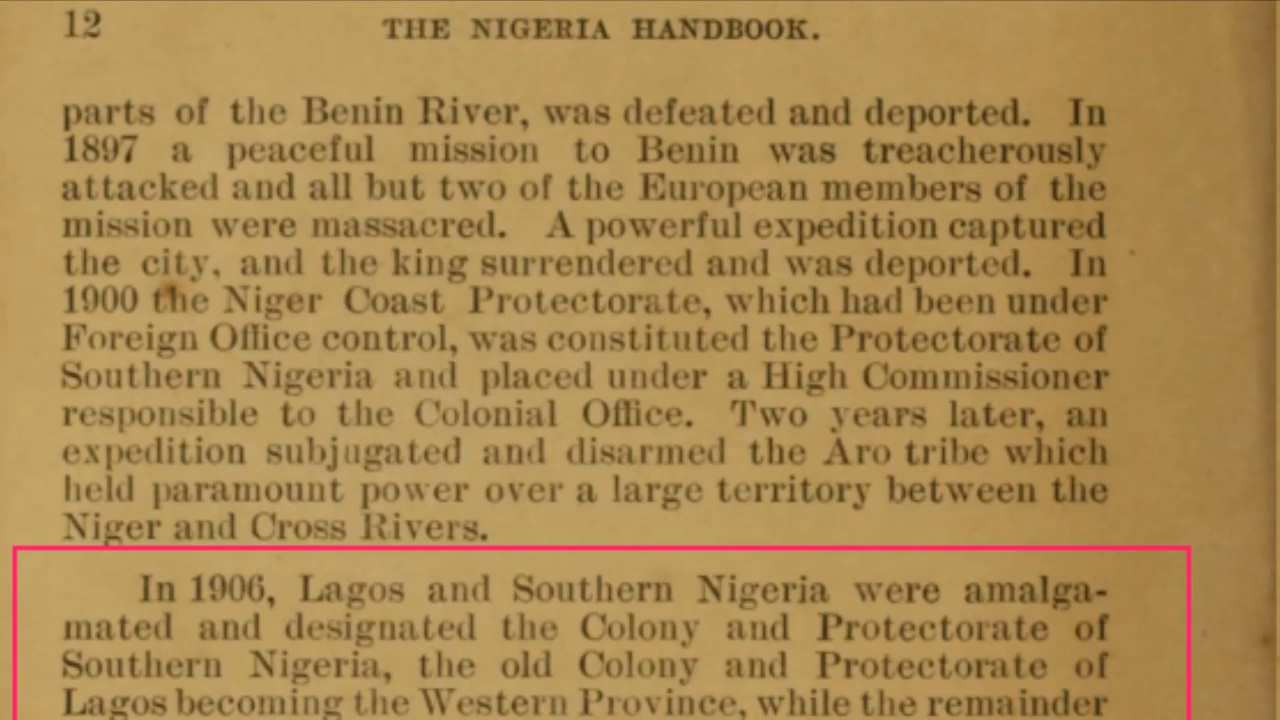 12
THE NIGERIA HANDBOOK.
parts of the Benin River, was defeated and deported. In
1897 a peaceful mission to Benin was treacherously
attacked and all but two of the European members of the
mission were massacred. A powerful expedition captured
the city, and the king surrendered and was deported. In
1900 the Niger Coast Protectorate, which had been under
Foreign Office control, was constituted the Protectorate of
Southern Nigeria and placed under a High Commissioner
responsible to the Colonial Office. Two years later, an
expedition subjugated and disarmed the Aro tribe which
held paramount power over a large territory between the
Niger and Cross Rivers.
In 1906, Lagos and Southern Nigeria were amalga-
mated and designated the Colony and Protectorate of
Southern Nigeria, the old Colony and Protectorate of
Lagos becoming the Western Province, while the remainder